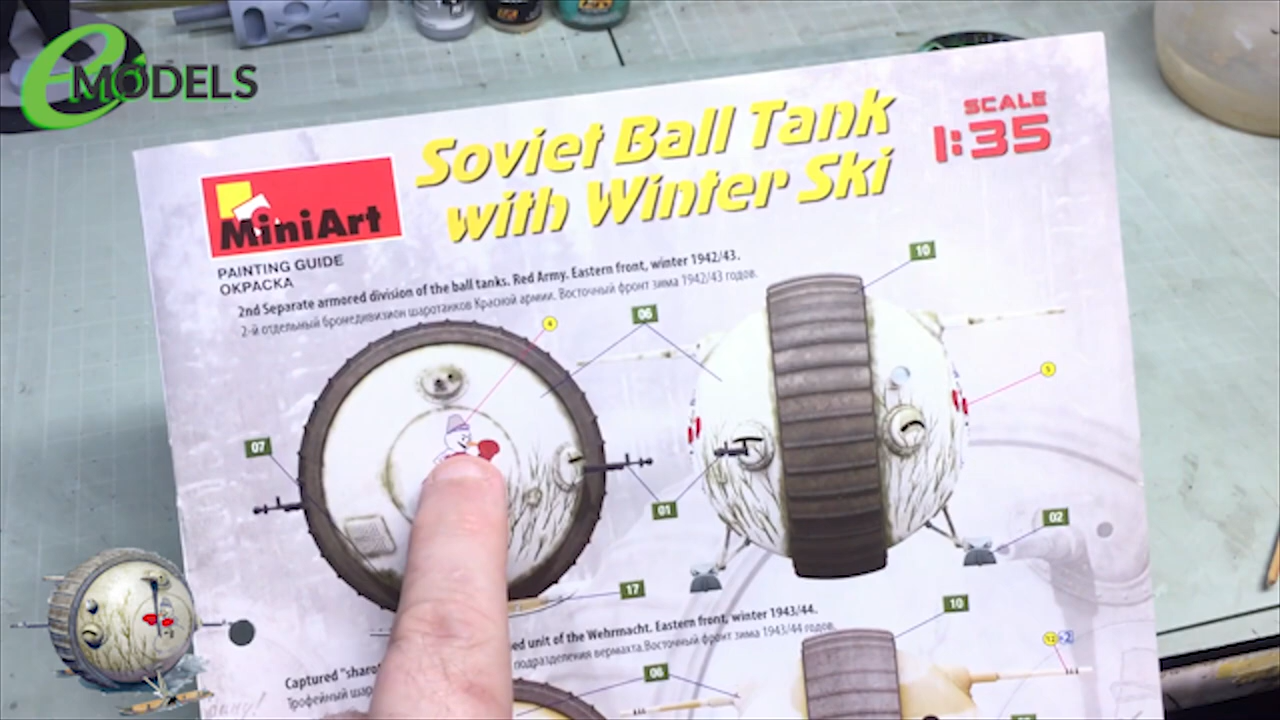 e MODELS
Soviet Ball Tank
with Winter Ski
SCALE
1:35
MiniArt
PAINTING GUIDE
ОКРАСКА
2nd Separate armored division of the ball tanks. Red Army. Eastern front, winter 1942/43.
2-й отдельный бронедивизион шаротанков Красной армии. Восточный фронт зима 1942/43 годов.
10
4
06
5
07
01
02
17
10
ed unit of the Wehrmacht. Eastern front, winter 1943/44.
подразделения вермахта.Восточный фронт зима 1943/44 годов.
Captured "sharo
Трофейный шар
08